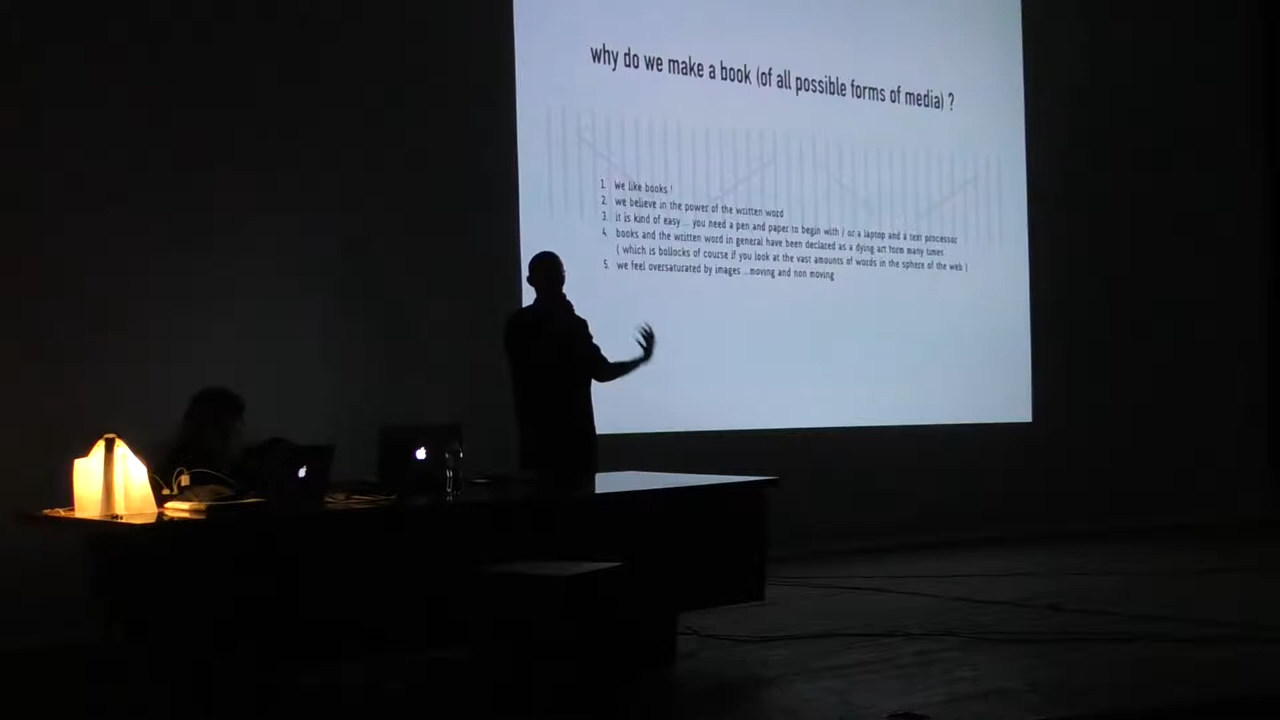 why do we make a book (of all possible forms of media) ?
1. we like books !
2. we believe in the power of the written word
3. it is kind of easy ... you need a pen and paper to begin with / or a laptop and a text processor
4. books and the written word in general have been declared as a dying art form many times
( which is bollocks of course if you look at the vast amounts of words in the sphere of the web )
5. we feel oversaturated by images ...moving and non moving